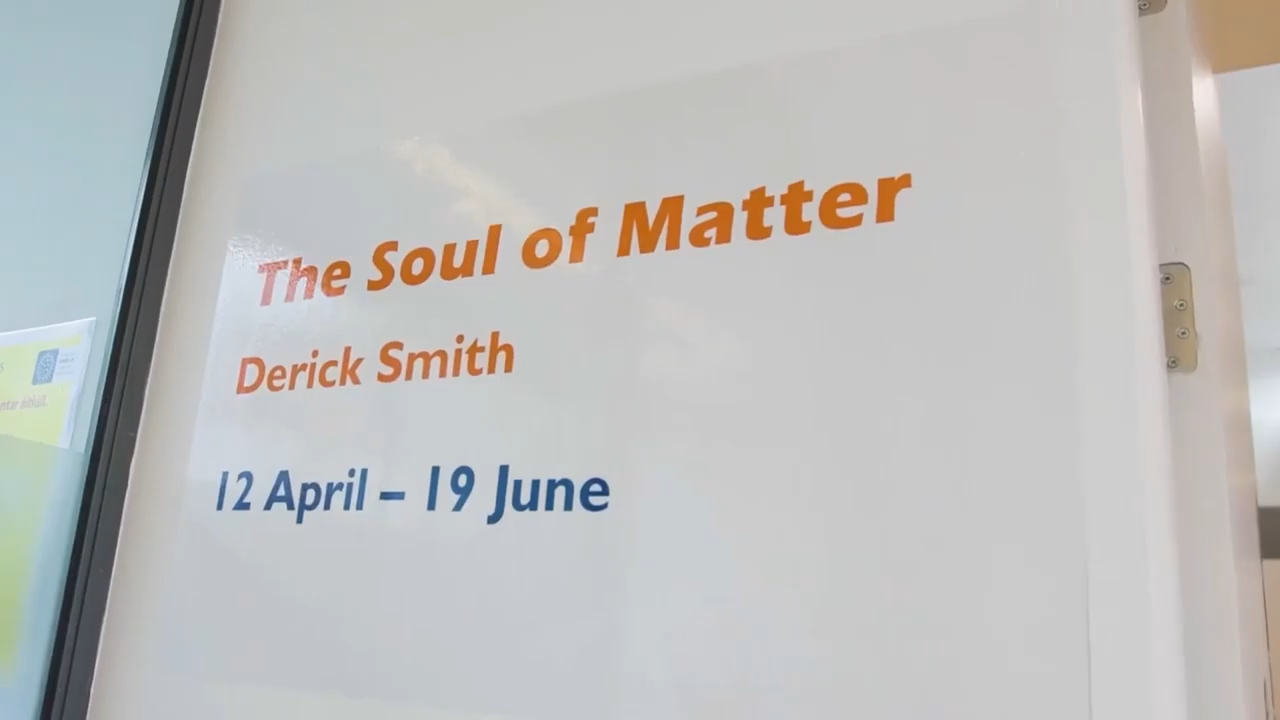 The Soul of Matter
Derick Smith
12 April – 19 June